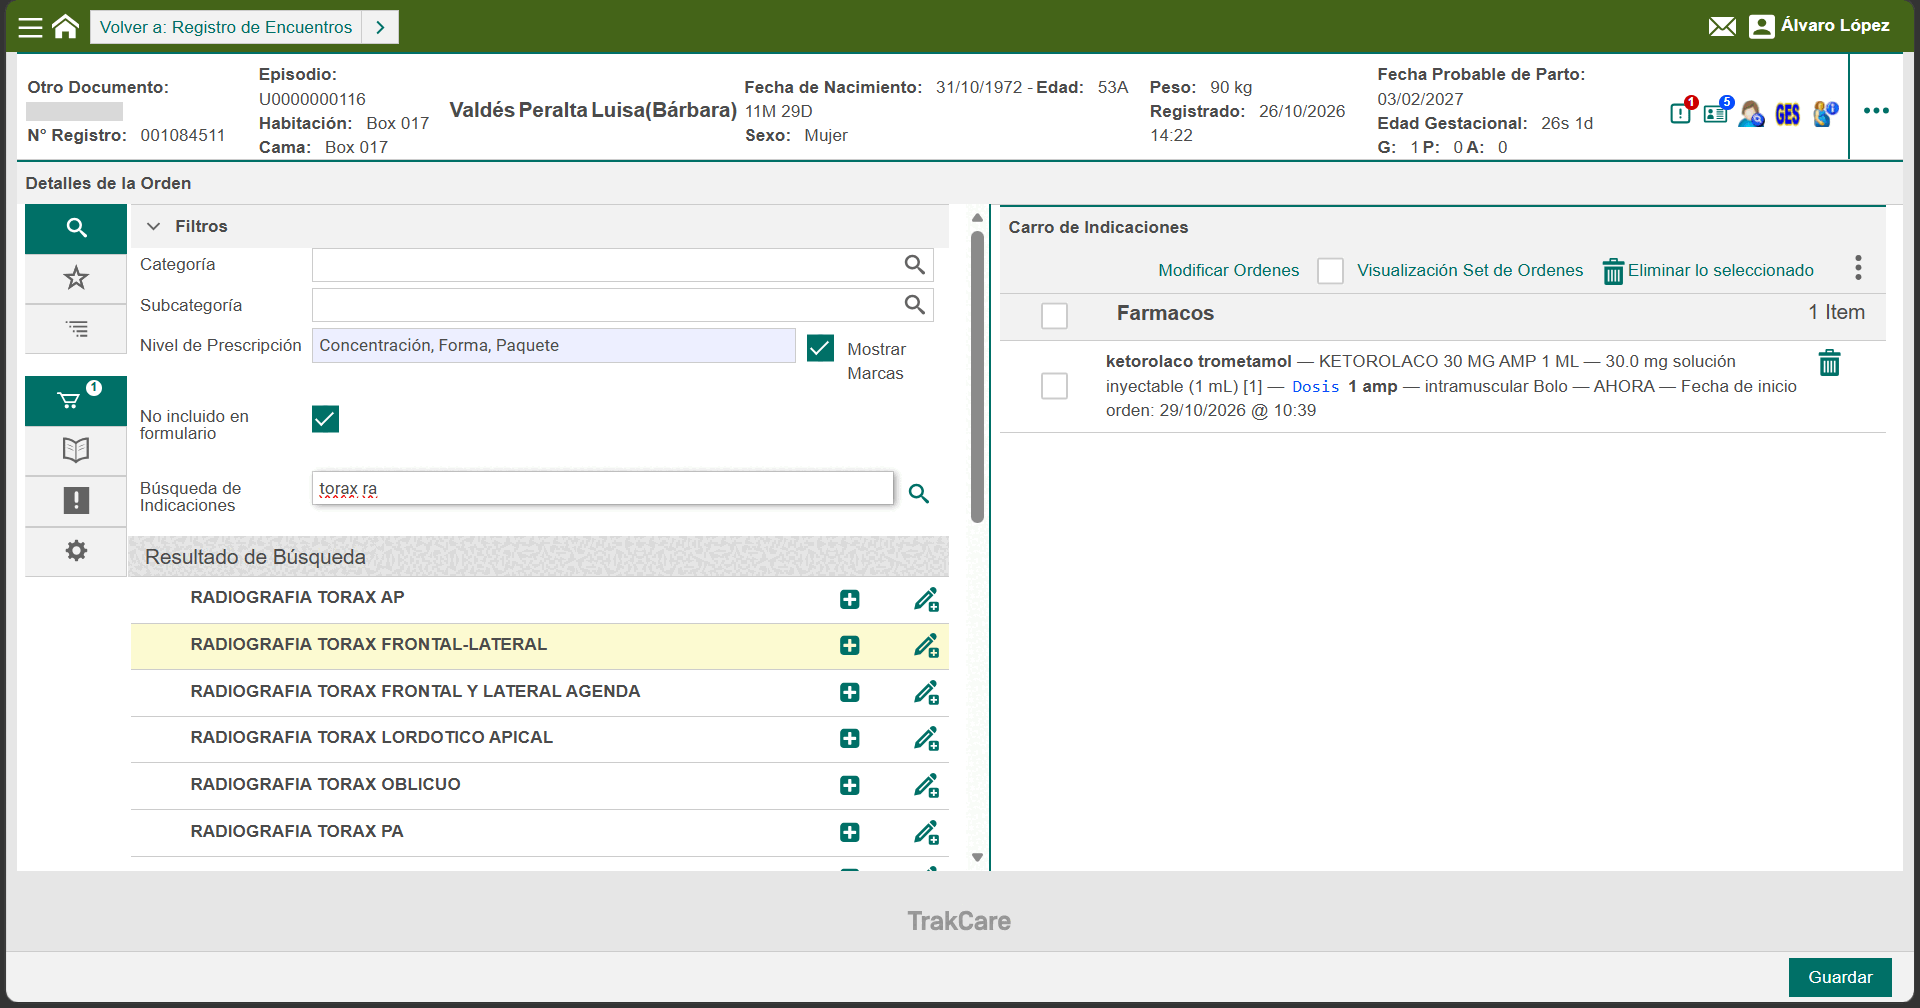 Volver a: Registro de Encuentros
Álvaro López
Otro Documento:
N° Registro: 001084511
Episodio:
U0000000116
Habitación: Box 017
Cama: Box 017
Valdés Peralta Luisa(Bárbara)
Fecha de Nacimiento: 31/10/1972 - Edad: 53A
11M 29D
Sexo: Mujer
Peso: 90 kg
Registrado: 26/10/2026
14:22
Fecha Probable de Parto:
03/02/2027
Edad Gestacional: 26s 1d
G: 1 P: 0 A: 0
1
5
GES
Detalles de la Orden
1
Filtros
Categoría
Subcategoría
Nivel de Prescripción
Concentración, Forma, Paquete
Mostrar
Marcas
No incluido en
formulario
Búsqueda de
Indicaciones
torax ra
Resultado de Búsqueda
RADIOGRAFIA TORAX AP
RADIOGRAFIA TORAX FRONTAL-LATERAL
RADIOGRAFIA TORAX FRONTAL Y LATERAL AGENDA
RADIOGRAFIA TORAX LORDOTICO APICAL
RADIOGRAFIA TORAX OBLICUO
RADIOGRAFIA TORAX PA
Carro de Indicaciones
Modificar Ordenes
Visualización Set de Ordenes
Eliminar lo seleccionado
Farmacos
1 Item
ketorolaco trometamol — KETOROLACO 30 MG AMP 1 ML — 30.0 mg solución
inyectable (1 mL) [1] — Dosis 1 amp — intramuscular Bolo — AHORA — Fecha de inicio
orden: 29/10/2026 @ 10:39
TrakCare
Guardar